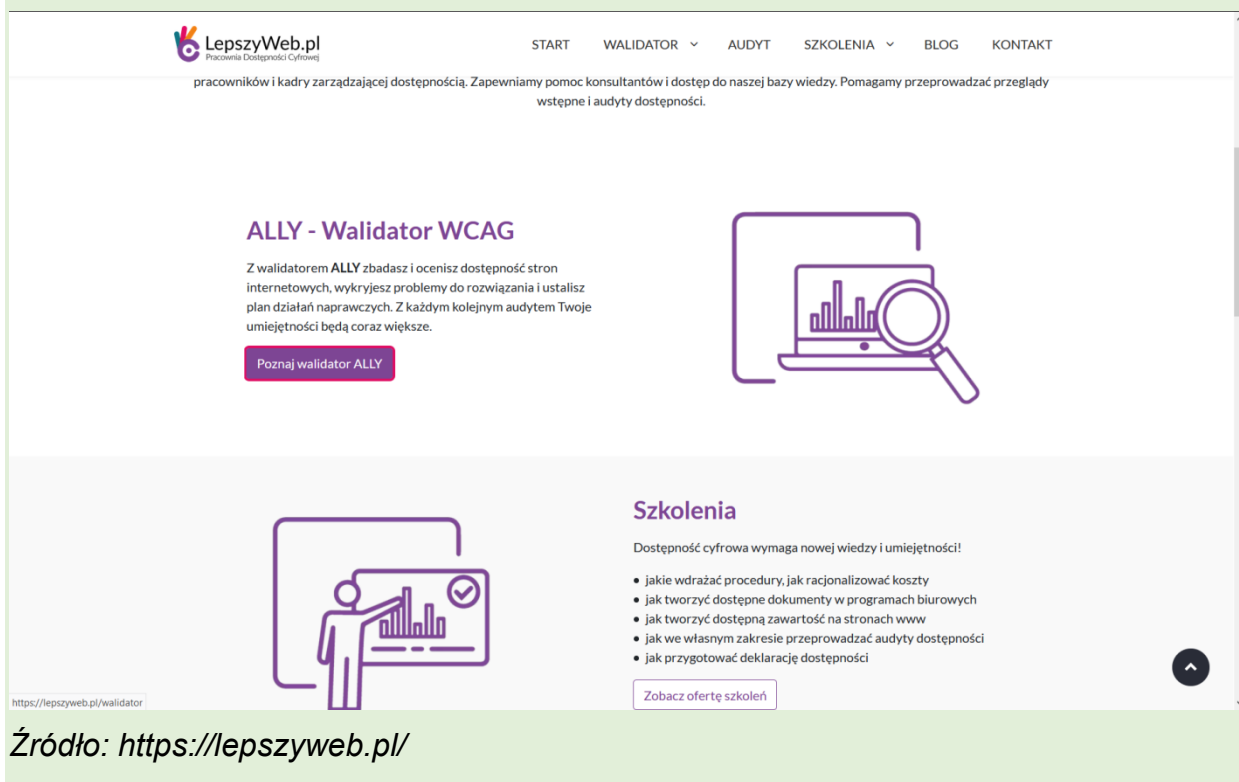 LepszyWeb.pl
Pracownia Dostępności Cyfrowej
START WALIDATOR AUDYT SZKOLENIA BLOG KONTAKT
pracowników i kadry zarządzającej dostępnością. Zapewniamy pomoc konsultantów i dostęp do naszej bazy wiedzy. Pomagamy przeprowadzać przeglądy
wstępne i audyty dostępności.
ALLY - Walidator WCAG
Z walidatorem ALLY zbadasz i ocenisz dostępność stron
internetowych, wykryjesz problemy do rozwiązania i ustalisz
plan działań naprawczych. Z każdym kolejnym audytem Twoje
umiejętności będą coraz większe.
Poznaj walidator ALLY
Szkolenia
Dostępność cyfrowa wymaga nowej wiedzy i umiejętności!
• jakie wdrażać procedury, jak racjonalizować koszty
• jak tworzyć dostępne dokumenty w programach biurowych
• jak tworzyć dostępną zawartość na stronach www
• jak we własnym zakresie przeprowadzać audyty dostępności
• jak przygotować deklarację dostępności
Zobacz ofertę szkoleń
https://lepszyweb.pl/walidator
Źródło: https://lepszyweb.pl/